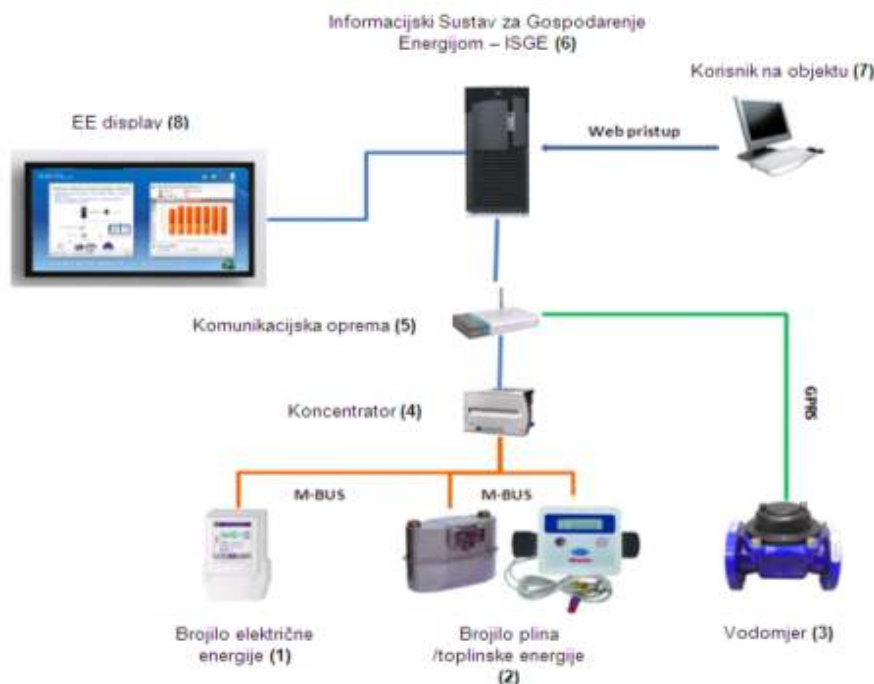 Informacijski Sustav za Gospodarenje
Energijom – ISGE (6)
Korisnik na objektu (7)
EE display (8)
Web pristup
Komunikacijska oprema (5)
Koncentrator (4)
GPRS
M-BUS
M-BUS
Brojilo električne
energije (1)
Brojilo plina
/toplinske energije
(2)
Vodomjer (3)